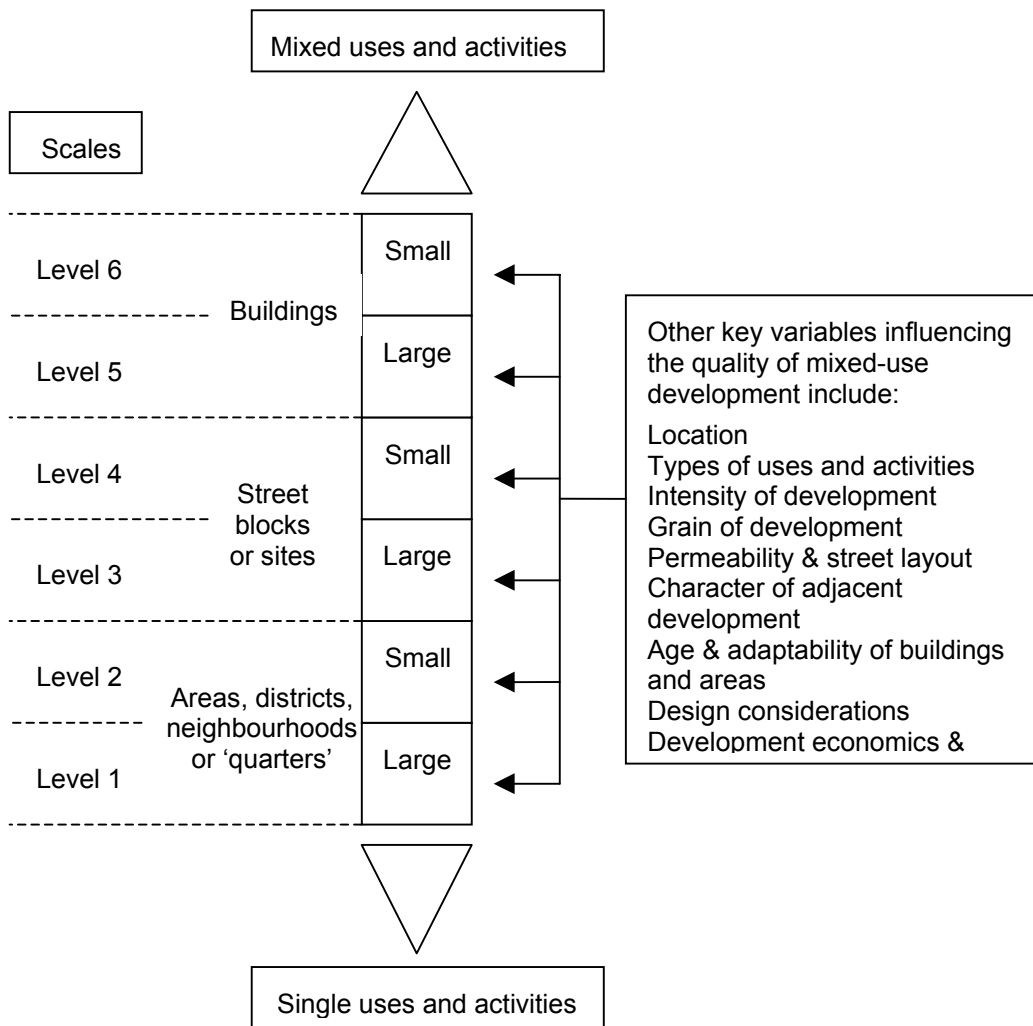 Mixed uses and activities
Scales
Level 6
Small
Buildings
Level 5
Large
Level 4
Small
Street
blocks
or sites
Level 3
Large
Level 2
Small
Areas, districts,
neighbourhoods
or ‘quarters’
Level 1
Large
Other key variables influencing
the quality of mixed-use
development include:
Location
Types of uses and activities
Intensity of development
Grain of development
Permeability & street layout
Character of adjacent
development
Age & adaptability of buildings
and areas
Design considerations
Development economics &
Single uses and activities